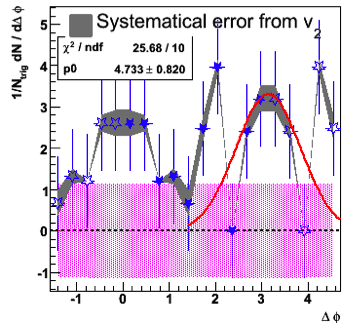 Systematical error from v2
χ² / ndf 25.68 / 10
p0 4.733 ± 0.820
1/Ntrig dN / dΔ φ
5
4
3
2
1
0
-1
-1 0 1 2 3 4
Δ φ